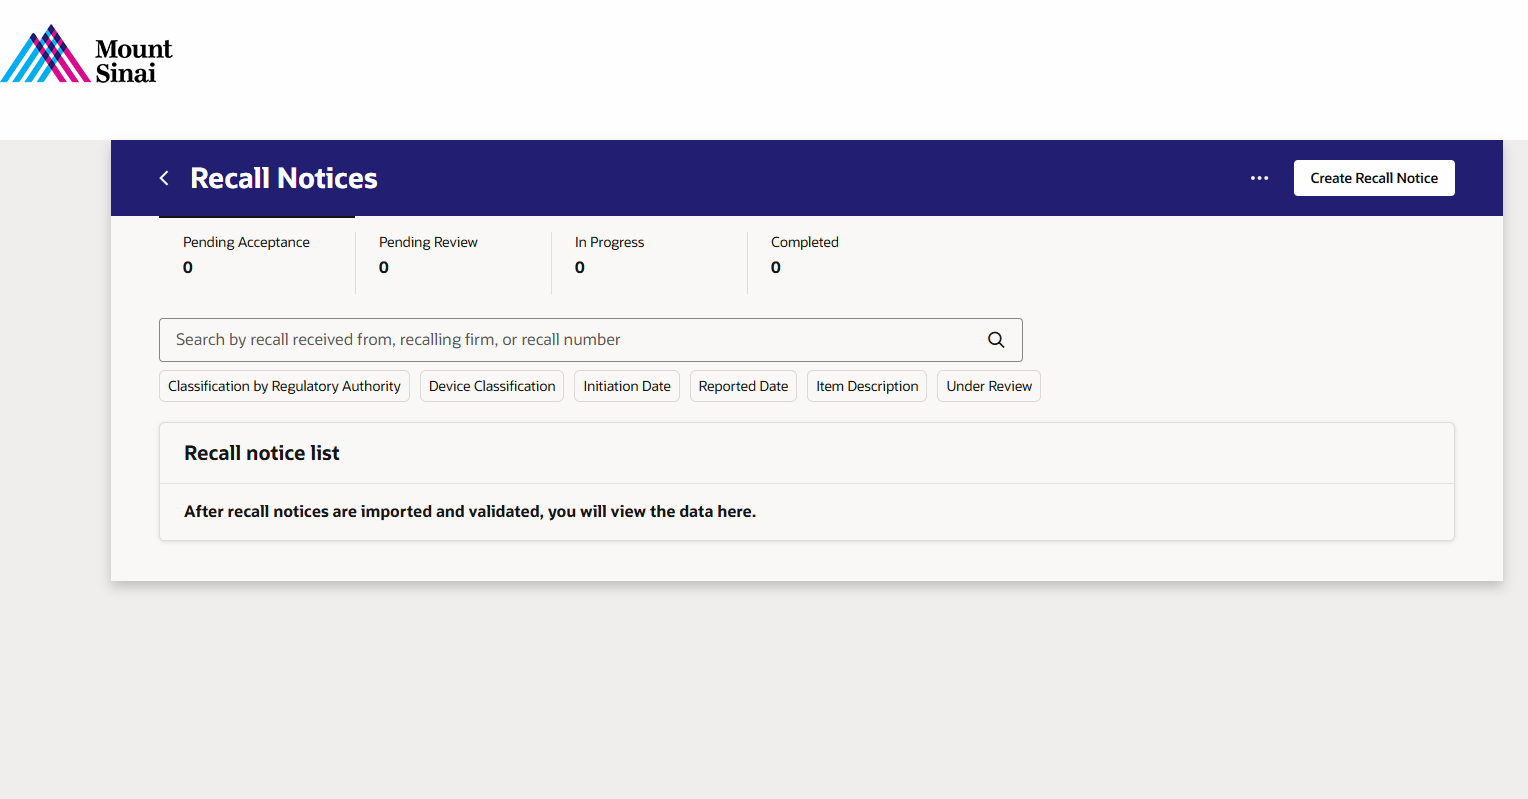 Mount
Sinai
Recall Notices
Create Recall Notice
Pending Acceptance
0
Pending Review
0
In Progress
0
Completed
0
Search by recall received from, recalling firm, or recall number
Classification by Regulatory Authority
Device Classification
Initiation Date
Reported Date
Item Description
Under Review
Recall notice list
After recall notices are imported and validated, you will view the data here.